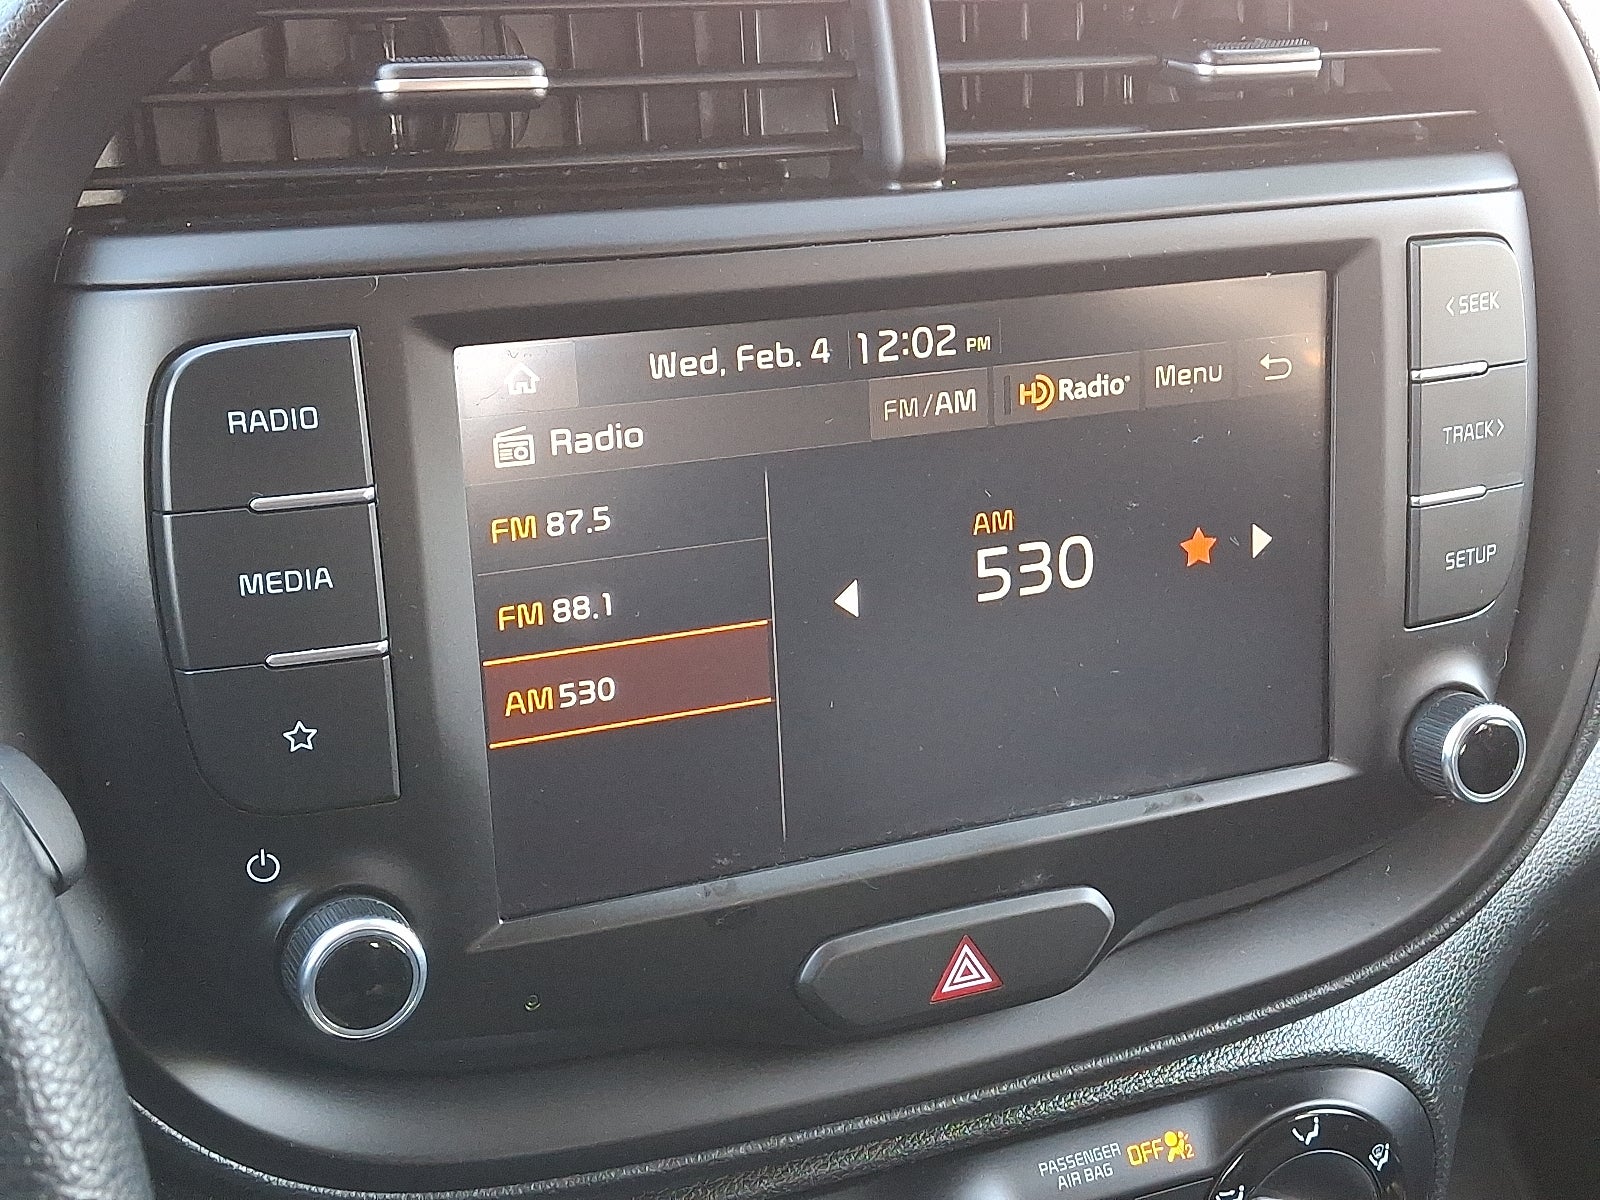 Wed, Feb. 4 12:02 PM
Radio FM/AM HD Radio Menu
FM 87.5
FM 88.1
AM 530
AM
530
RADIO
MEDIA
< SEEK
TRACK >
SETUP
PASSENGER
AIR BAG
OFF
2